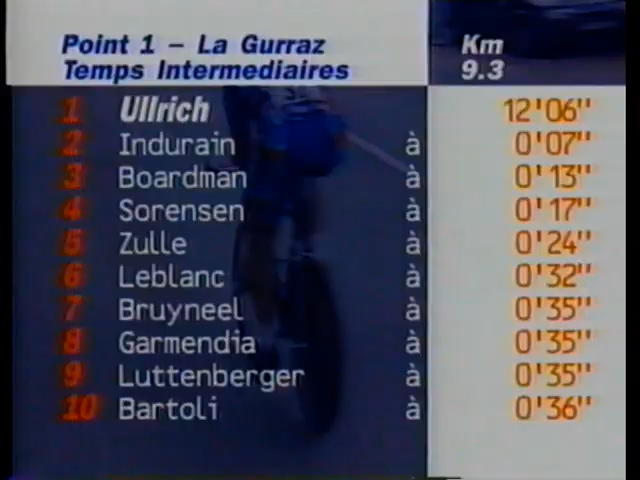 Point 1 - La Gurraz Km
Temps Intermediaires 9.3
1 Ullrich 12'06"
2 Indurain à 0'07"
3 Boardman à 0'13"
4 Sorensen à 0'17"
5 Zulle à 0'24"
6 Leblanc à 0'32"
7 Bruyneel à 0'35"
8 Garmendia à 0'35"
9 Luttenberger à 0'35"
10 Bartoli à 0'36"